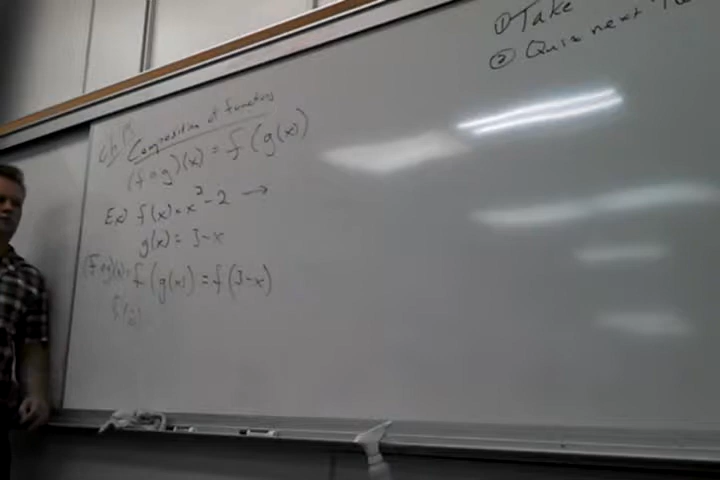 ① Take
② Quiz next
Composition of Functions
(f∘g)(x) = f(g(x))
Ex) f(x) = x² - 2 →
g(x) = 3 - x
(f∘g)(x) = f(g(x)) = f(3-x)